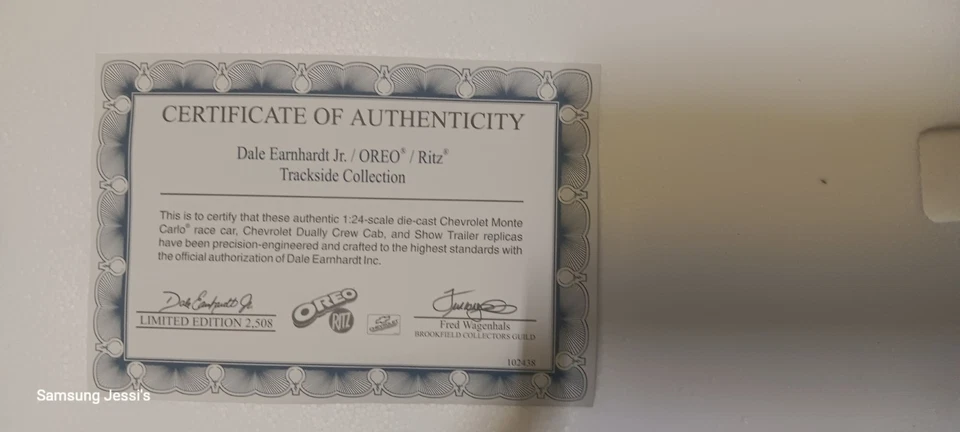 CERTIFICATE OF AUTHENTICITY
Dale Earnhardt Jr. / OREO® / Ritz®
Trackside Collection
This is to certify that these authentic 1:24-scale die-cast Chevrolet Monte
Carlo® race car, Chevrolet Dually Crew Cab, and Show Trailer replicas
have been precision-engineered and crafted to the highest standards with
the official authorization of Dale Earnhardt Inc.
Dale Earnhardt Jr.
LIMITED EDITION 2,508
OREO
RITZ
Fred Wagenhals
BROOKFIELD COLLECTORS GUILD
102438
Samsung Jessi's